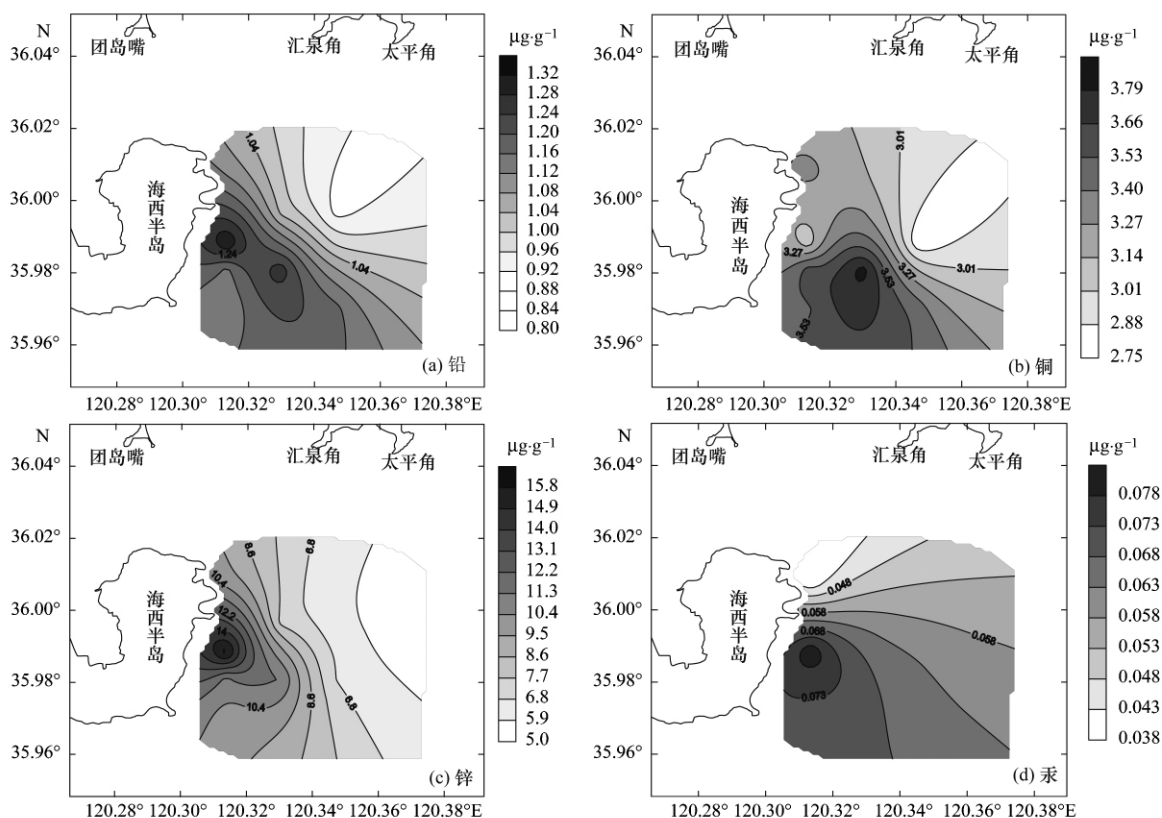 N
36.04°
36.02°
36.00°
35.98°
35.96°
团岛嘴
汇泉角
太平角
海西半岛
1.04
1.24
1.04
(a) 铅
μg·g⁻¹
1.32
1.28
1.24
1.20
1.16
1.12
1.08
1.04
1.00
0.96
0.92
0.88
0.84
0.80
120.28° 120.30° 120.32° 120.34° 120.36° 120.38°E
N
36.04°
36.02°
36.00°
35.98°
35.96°
团岛嘴
汇泉角
太平角
海西半岛
3.01
3.27
3.01
3.27
3.53
3.53
(b) 铜
μg·g⁻¹
3.79
3.66
3.53
3.40
3.27
3.14
3.01
2.88
2.75
120.28° 120.30° 120.32° 120.34° 120.36° 120.38°E
N
36.04°
36.02°
36.00°
35.98°
35.96°
团岛嘴
汇泉角
太平角
海西半岛
8.6
6.8
10.4
12.2
14
10.4
8.6
6.8
(c) 锌
μg·g⁻¹
15.8
14.9
14.0
13.1
12.2
11.3
10.4
9.5
8.6
7.7
6.8
5.9
5.0
120.28° 120.30° 120.32° 120.34° 120.36° 120.38°E
N
36.04°
36.02°
36.00°
35.98°
35.96°
团岛嘴
汇泉角
太平角
海西半岛
0.048
0.058
0.068
0.058
0.073
(d) 汞
μg·g⁻¹
0.078
0.073
0.068
0.063
0.058
0.053
0.048
0.043
0.038
120.28° 120.30° 120.32° 120.34° 120.36° 120.38°E